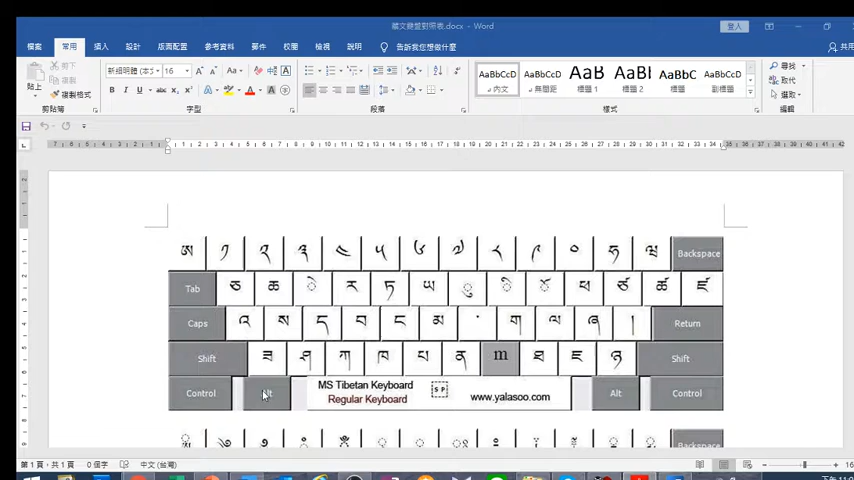 藏文鍵盤對照表.docx - Word
登入
檔案 常用 插入 設計 版面配置 參考資料 郵件 校閱 檢視 說明 告訴我您想做什麼 共用
剪下
複製
貼上 複製格式
新細明體 (本文 16
B I U abc x₂ x²
AaBbCcD AaBbCcD AaB AaBb AaBbC AaBbCcD
內文 無間距 標題 1 標題 2 標題 副標題
尋找
取代
選取
剪貼簿 字型 段落 樣式 編輯
ཨ ༡ ༢ ༣ ༤ ༥ ༦ ༧ ༨ ༩ ༠ ཧ ལྷ Backspace
Tab ཅ ཆ ེ ར ཏ ཡ ུ ི ོ ཕ ཙ ཚ ཛ
Caps འ ས ད བ ང མ ་ ག ལ ཞ ། Return
Shift ཟ ཤ ཀ ཁ པ ན m ཐ ཇ ཉ Shift
Control Alt MS Tibetan Keyboard SP www.yalasoo.com Alt Control
Regular Keyboard
Backspace
第 1 頁，共 1 頁 0 個字 中文 (台灣)